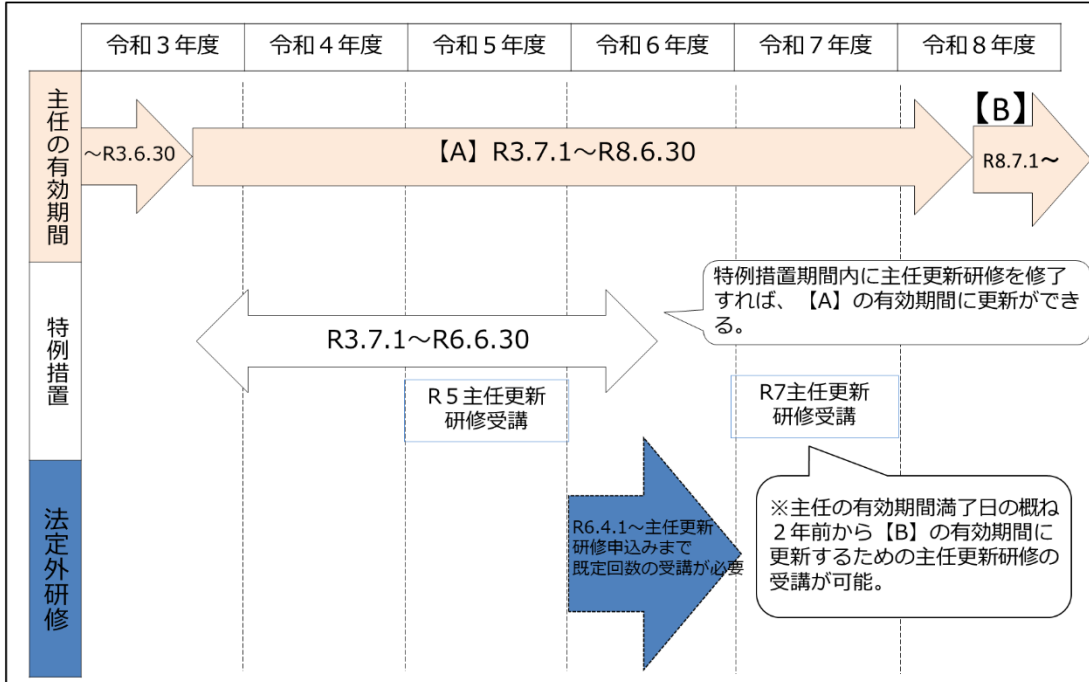 令和３年度
令和４年度
令和５年度
令和６年度
令和７年度
令和８年度
主任の有効期間
～R3.6.30
【A】R3.7.1～R8.6.30
【B】
R8.7.1～
特例措置
R3.7.1～R6.6.30
特例措置期間内に主任更新研修を修了
すれば、【A】の有効期間に更新ができ
る。
R５主任更新
研修受講
R7主任更新
研修受講
法定外研修
R6.4.1～主任更新
研修申込みまで
既定回数の受講が必要
※主任の有効期間満了日の概ね
２年前から【B】の有効期間に
更新するための主任更新研修の
受講が可能。